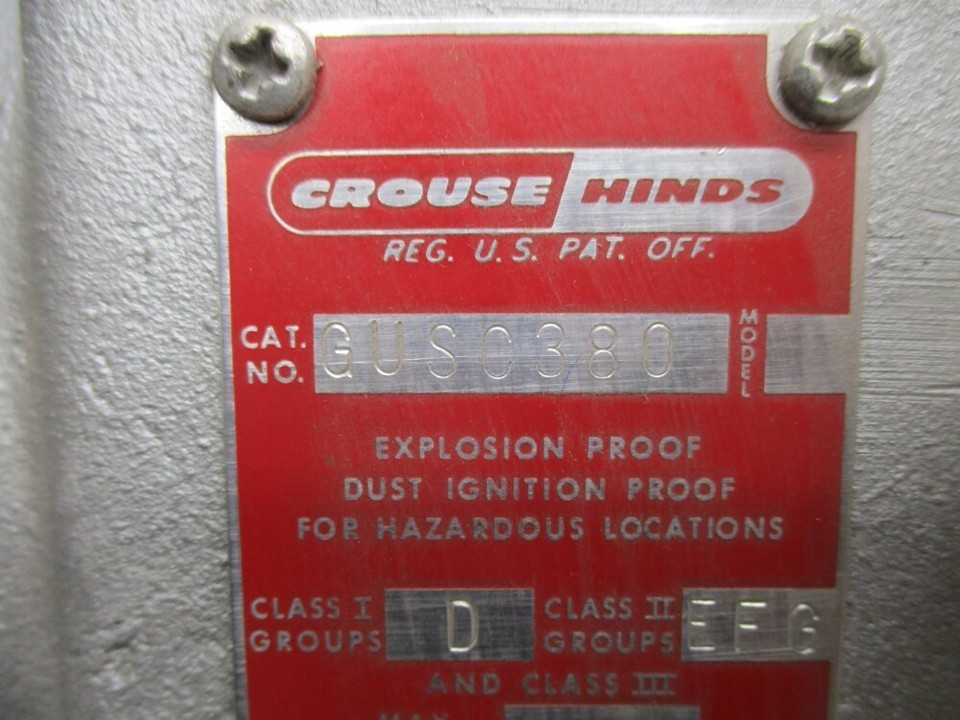 CROUSE HINDS
REG. U.S. PAT. OFF.
CAT. NO. GUSC380 MODEL
EXPLOSION PROOF
DUST IGNITION PROOF
FOR HAZARDOUS LOCATIONS
CLASS I GROUPS D CLASS II GROUPS EFG
AND CLASS III
MAX